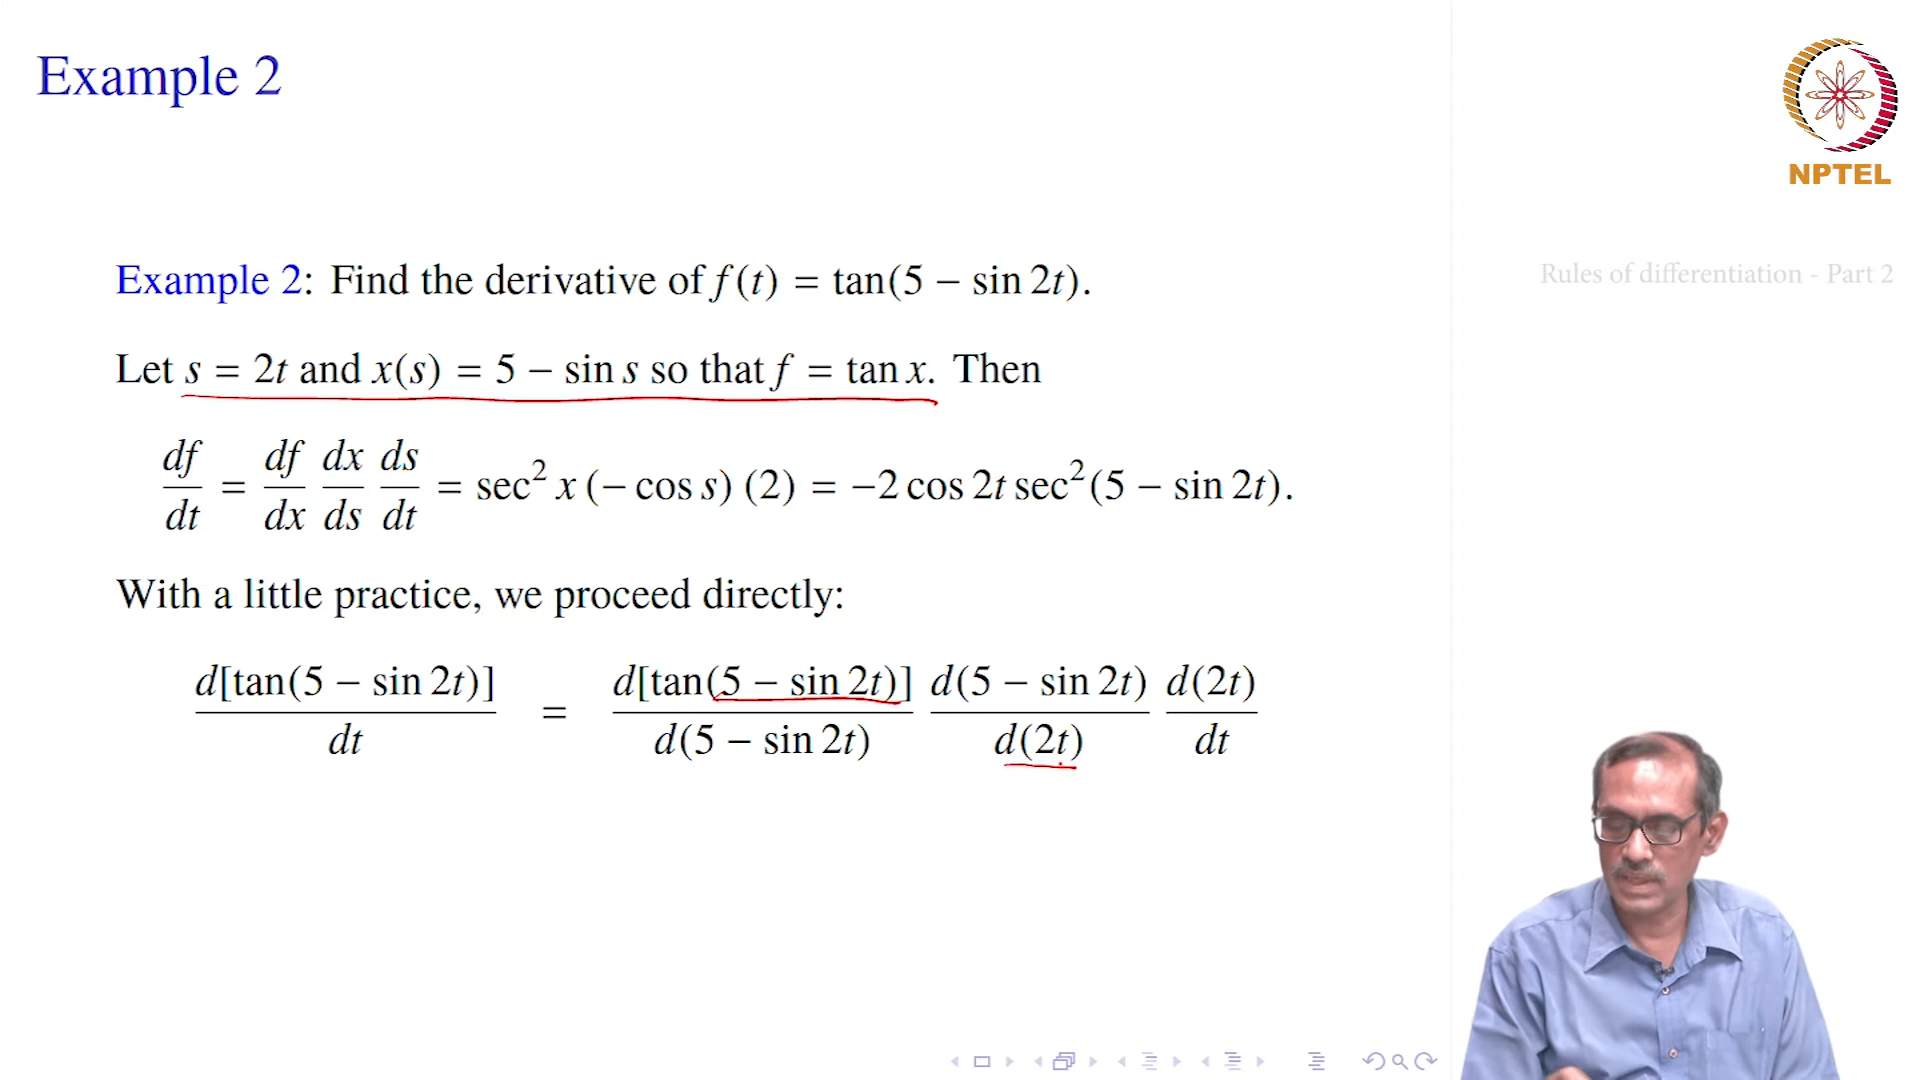 Example 2
NPTEL
Rules of differentiation - Part 2
Example 2: Find the derivative of f(t) = tan(5 − sin 2t).
Let s = 2t and x(s) = 5 − sin s so that f = tan x. Then
df/dt = df/dx dx/ds ds/dt = sec² x (− cos s) (2) = −2 cos 2t sec²(5 − sin 2t).
With a little practice, we proceed directly:
d[tan(5 − sin 2t)]/dt = d[tan(5 − sin 2t)]/d(5 − sin 2t) d(5 − sin 2t)/d(2t) d(2t)/dt